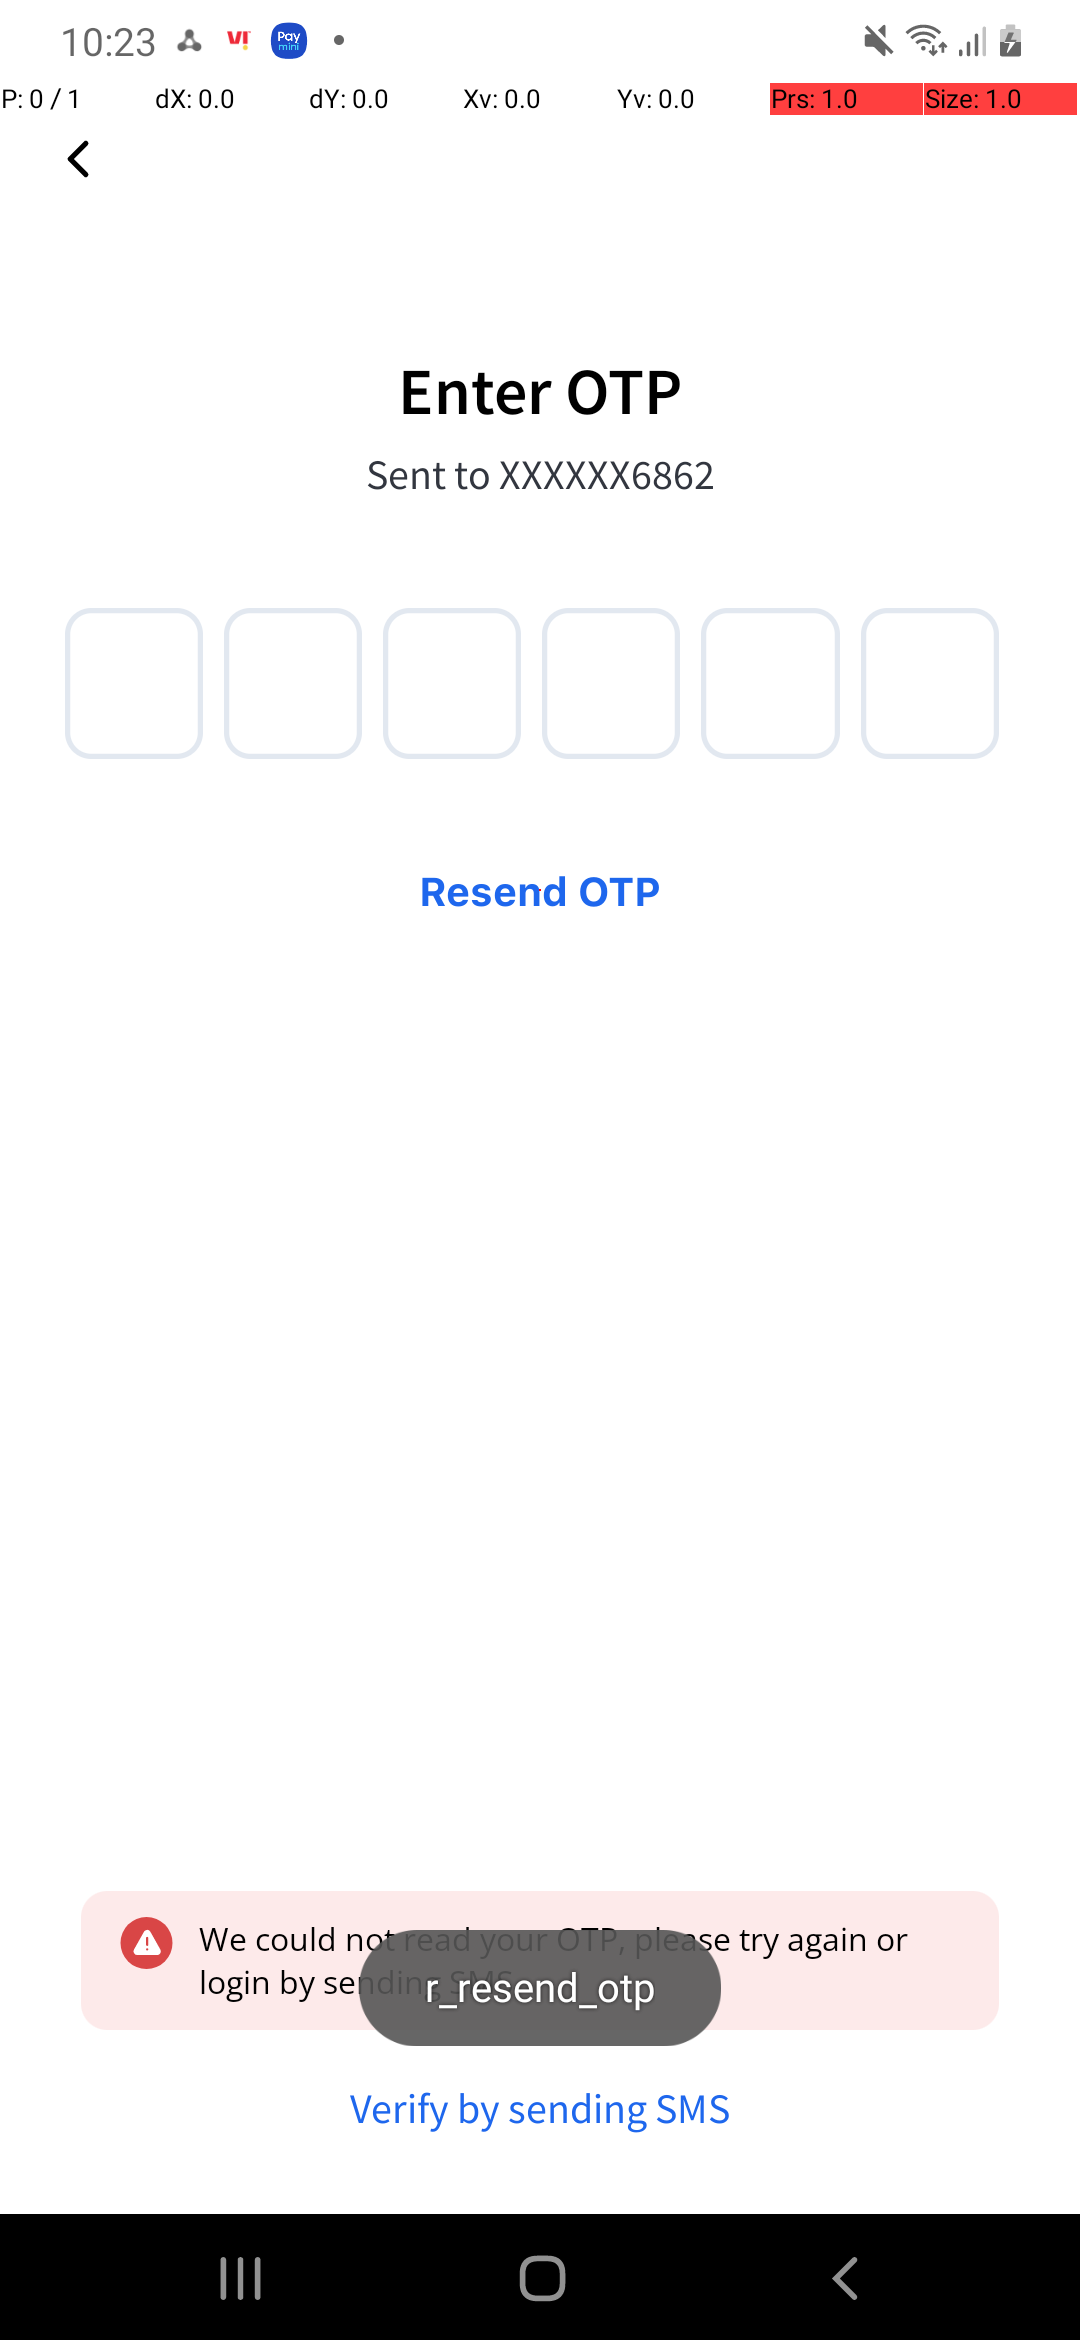 10:23 VI! Pay mini
P: 0 / 1 dX: 0.0 dY: 0.0 Xv: 0.0 Yv: 0.0 Prs: 1.0 Size: 1.0
Enter OTP
Sent to XXXXXX6862
Resend OTP
We could not read your OTP, please try again or
login by sending SMS
r_resend_otp
Verify by sending SMS